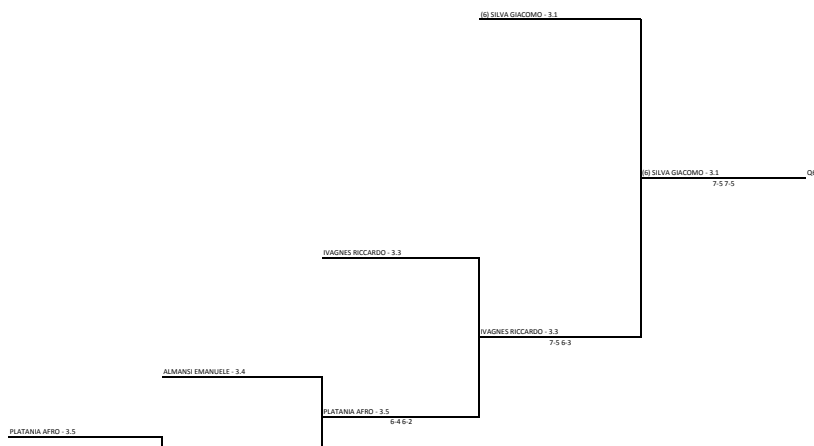 (6) SILVA GIACOMO - 3.1
(6) SILVA GIACOMO - 3.1
7-5 7-5
IVAGNES RICCARDO - 3.3
IVAGNES RICCARDO - 3.3
7-5 6-3
ALMANSI EMANUELE - 3.4
PLATANIA AFRO - 3.5
6-4 6-2
PLATANIA AFRO - 3.5